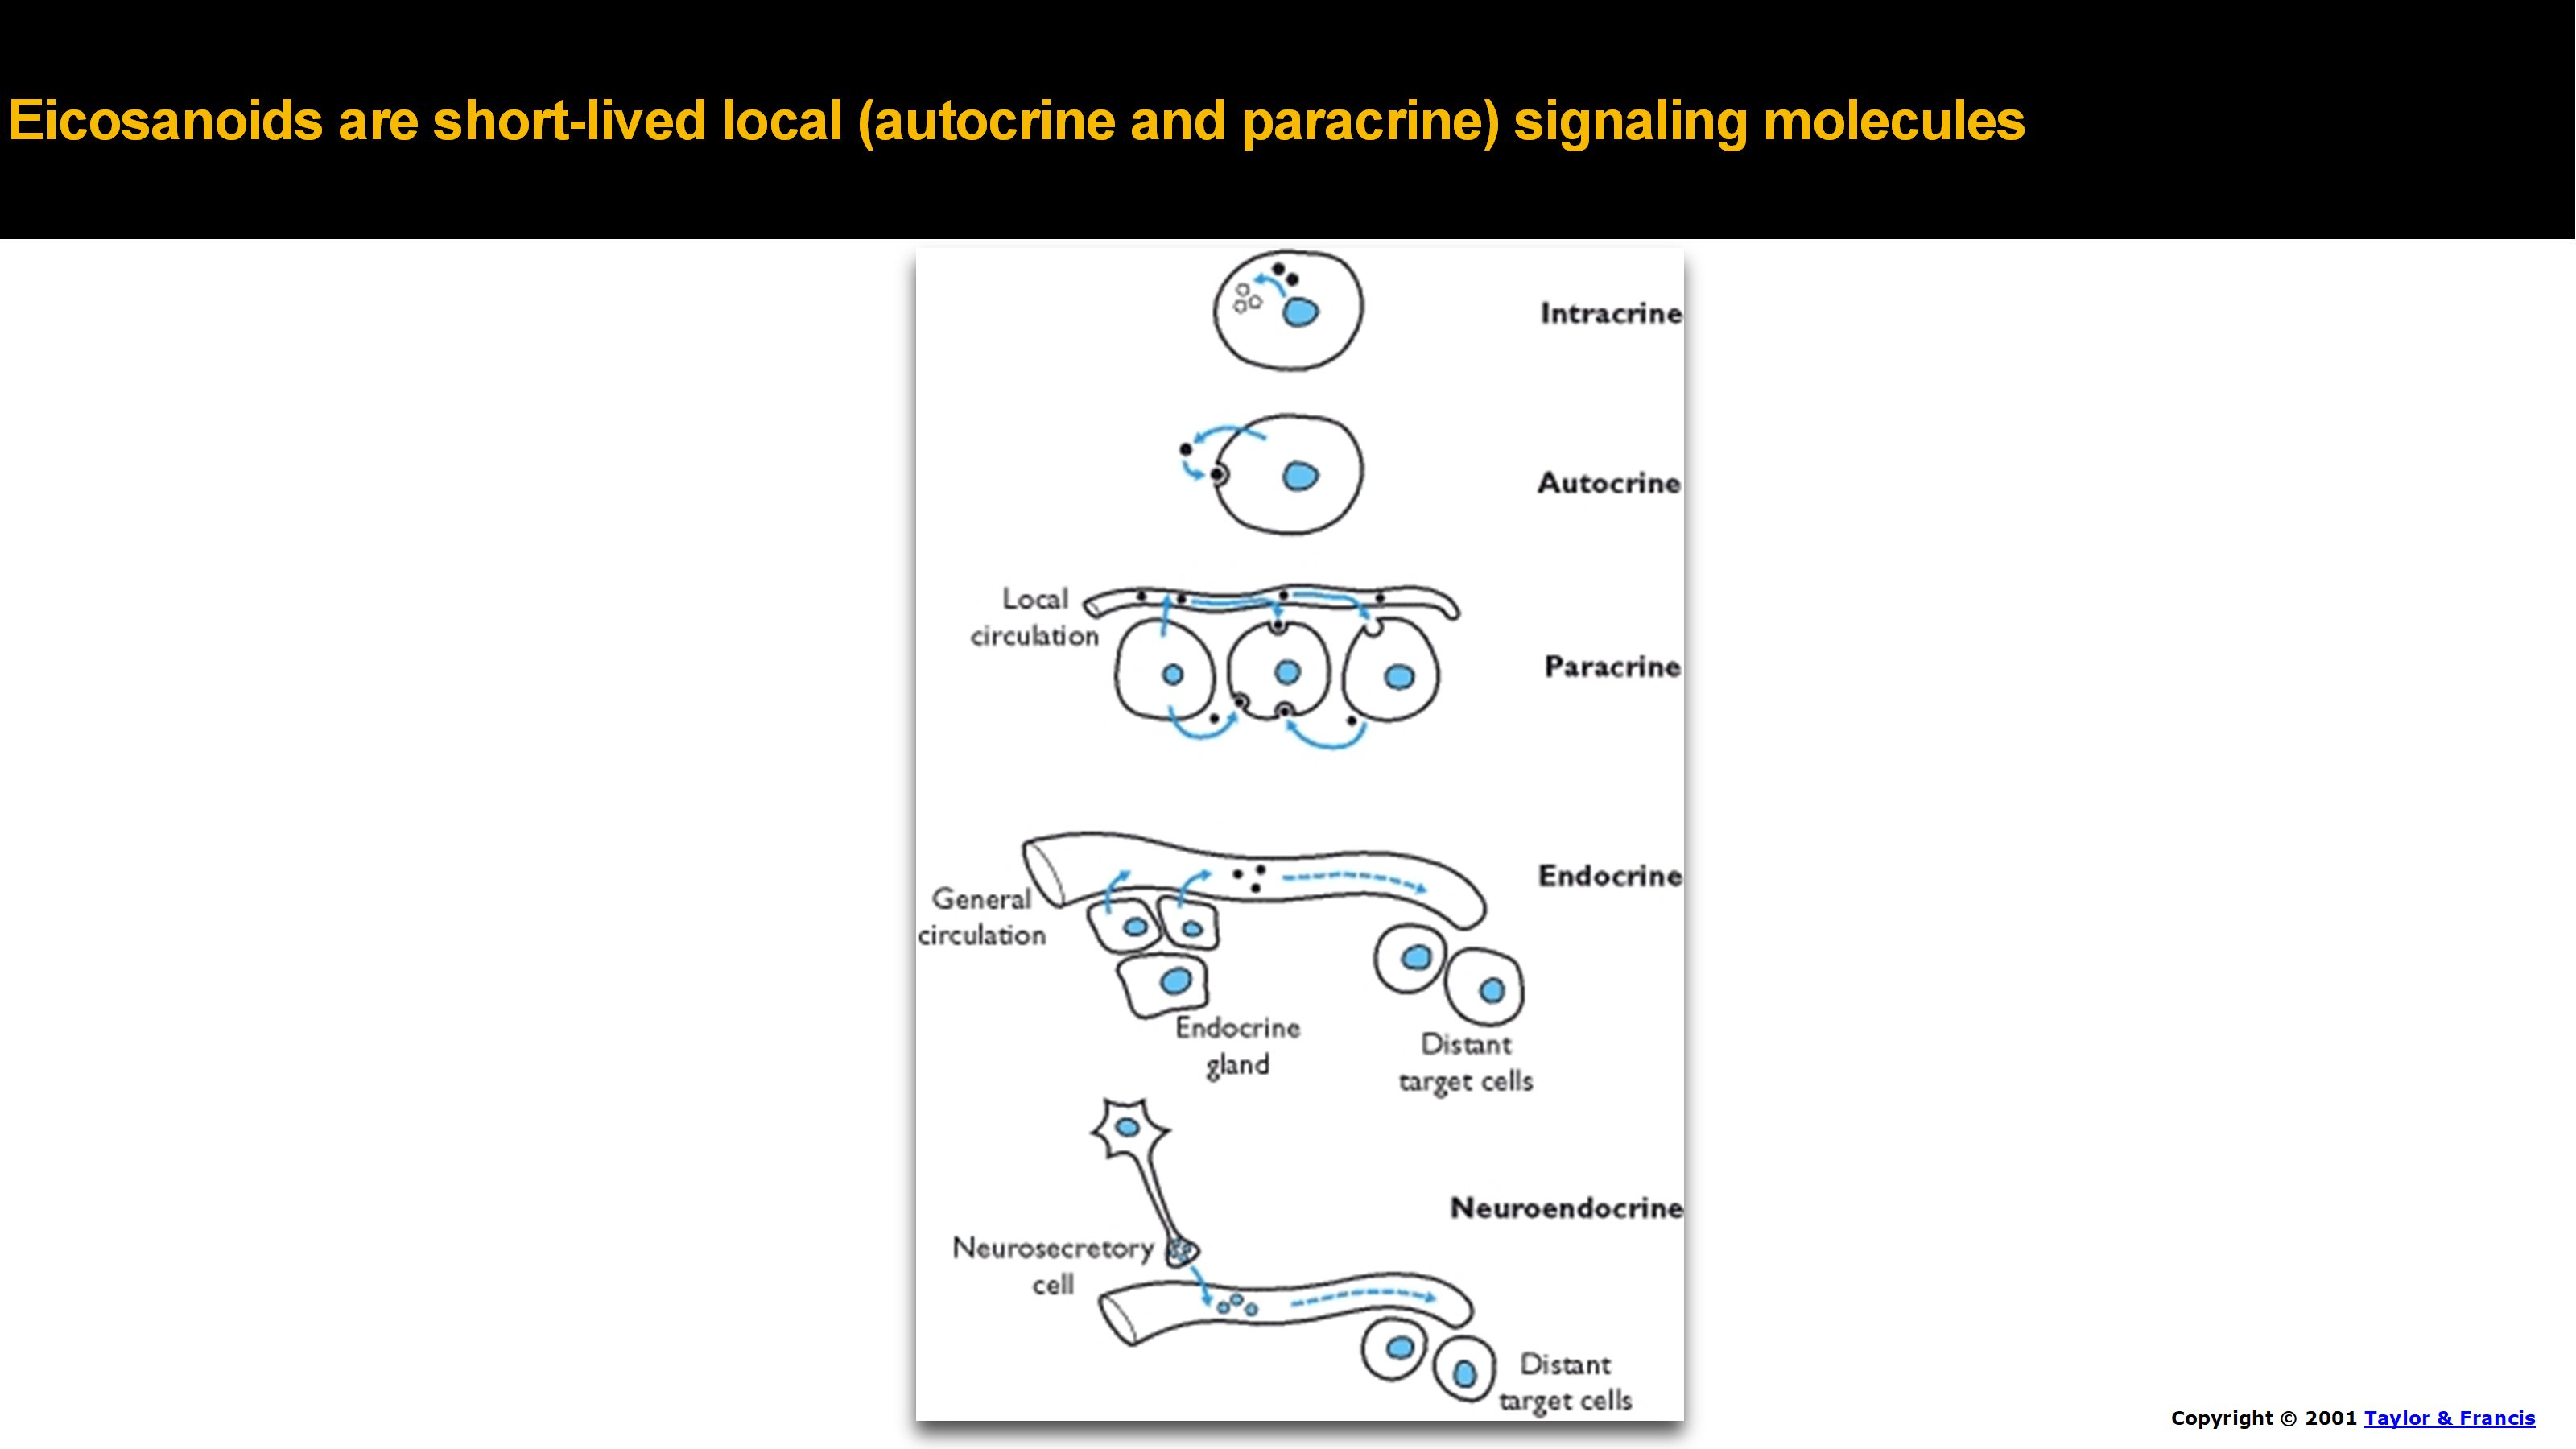 Eicosanoids are short-lived local (autocrine and paracrine) signaling molecules
Intracrine
Autocrine
Local
circulation
Paracrine
Endocrine
General
circulation
Endocrine
gland
Distant
target cells
Neuroendocrine
Neurosecretory
cell
Distant
target cells
Copyright © 2001 Taylor & Francis